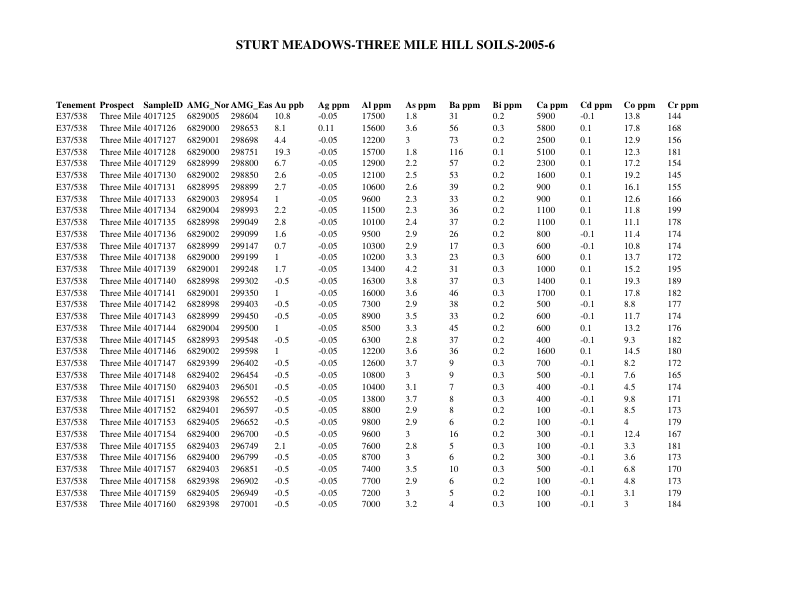 STURT MEADOWS-THREE MILE HILL SOILS-2005-6
Tenement Prospect SampleID AMG_Nor AMG_Eas Au ppb Ag ppm Al ppm As ppm Ba ppm Bi ppm Ca ppm Cd ppm Co ppm Cr ppm
E37/538 Three Mile 4017125 6829005 298604 10.8 -0.05 17500 1.8 31 0.2 5900 -0.1 13.8 144
E37/538 Three Mile 4017126 6829000 298653 8.1 0.11 15600 3.6 56 0.3 5800 0.1 17.8 168
E37/538 Three Mile 4017127 6829001 298698 4.4 -0.05 12200 3 73 0.2 2500 0.1 12.9 156
E37/538 Three Mile 4017128 6829000 298751 19.3 -0.05 15700 1.8 116 0.1 5100 0.1 12.3 181
E37/538 Three Mile 4017129 6828999 298800 6.7 -0.05 12900 2.2 57 0.2 2300 0.1 17.2 154
E37/538 Three Mile 4017130 6829002 298850 2.6 -0.05 12100 2.5 53 0.2 1600 0.1 19.2 145
E37/538 Three Mile 4017131 6828995 298899 2.7 -0.05 10600 2.6 39 0.2 900 0.1 16.1 155
E37/538 Three Mile 4017133 6829003 298954 1 -0.05 9600 2.3 33 0.2 900 0.1 12.6 166
E37/538 Three Mile 4017134 6829004 298993 2.2 -0.05 11500 2.3 36 0.2 1100 0.1 11.8 199
E37/538 Three Mile 4017135 6828998 299049 2.8 -0.05 10100 2.4 37 0.2 1100 0.1 11.1 178
E37/538 Three Mile 4017136 6829002 299099 1.6 -0.05 9500 2.9 26 0.2 800 -0.1 11.4 174
E37/538 Three Mile 4017137 6828999 299147 0.7 -0.05 10300 2.9 17 0.3 600 -0.1 10.8 174
E37/538 Three Mile 4017138 6829000 299199 1 -0.05 10200 3.3 23 0.3 600 0.1 13.7 172
E37/538 Three Mile 4017139 6829001 299248 1.7 -0.05 13400 4.2 31 0.3 1000 0.1 15.2 195
E37/538 Three Mile 4017140 6828998 299302 -0.5 -0.05 16300 3.8 37 0.3 1400 0.1 19.3 189
E37/538 Three Mile 4017141 6829001 299350 1 -0.05 16000 3.6 46 0.3 1700 0.1 17.8 182
E37/538 Three Mile 4017142 6828998 299403 -0.5 -0.05 7300 2.9 38 0.2 500 -0.1 8.8 177
E37/538 Three Mile 4017143 6828999 299450 -0.5 -0.05 8900 3.5 33 0.2 600 -0.1 11.7 174
E37/538 Three Mile 4017144 6829004 299500 1 -0.05 8500 3.3 45 0.2 600 0.1 13.2 176
E37/538 Three Mile 4017145 6828993 299548 -0.5 -0.05 6300 2.8 37 0.2 400 -0.1 9.3 182
E37/538 Three Mile 4017146 6829002 299598 1 -0.05 12200 3.6 36 0.2 1600 0.1 14.5 180
E37/538 Three Mile 4017147 6829399 296402 -0.5 -0.05 12600 3.7 9 0.3 700 -0.1 8.2 172
E37/538 Three Mile 4017148 6829402 296454 -0.5 -0.05 10800 3 9 0.3 500 -0.1 7.6 165
E37/538 Three Mile 4017150 6829403 296501 -0.5 -0.05 10400 3.1 7 0.3 400 -0.1 4.5 174
E37/538 Three Mile 4017151 6829398 296552 -0.5 -0.05 13800 3.7 8 0.3 400 -0.1 9.8 171
E37/538 Three Mile 4017152 6829401 296597 -0.5 -0.05 8800 2.9 8 0.2 100 -0.1 8.5 173
E37/538 Three Mile 4017153 6829405 296652 -0.5 -0.05 9800 2.9 6 0.2 100 -0.1 4 179
E37/538 Three Mile 4017154 6829400 296700 -0.5 -0.05 9600 3 16 0.2 300 -0.1 12.4 167
E37/538 Three Mile 4017155 6829403 296749 2.1 -0.05 7600 2.8 5 0.3 100 -0.1 3.3 181
E37/538 Three Mile 4017156 6829400 296799 -0.5 -0.05 8700 3 6 0.2 300 -0.1 3.6 173
E37/538 Three Mile 4017157 6829403 296851 -0.5 -0.05 7400 3.5 10 0.3 500 -0.1 6.8 170
E37/538 Three Mile 4017158 6829398 296902 -0.5 -0.05 7700 2.9 6 0.2 100 -0.1 4.8 173
E37/538 Three Mile 4017159 6829405 296949 -0.5 -0.05 7200 3 5 0.2 100 -0.1 3.1 179
E37/538 Three Mile 4017160 6829398 297001 -0.5 -0.05 7000 3.2 4 0.3 100 -0.1 3 184